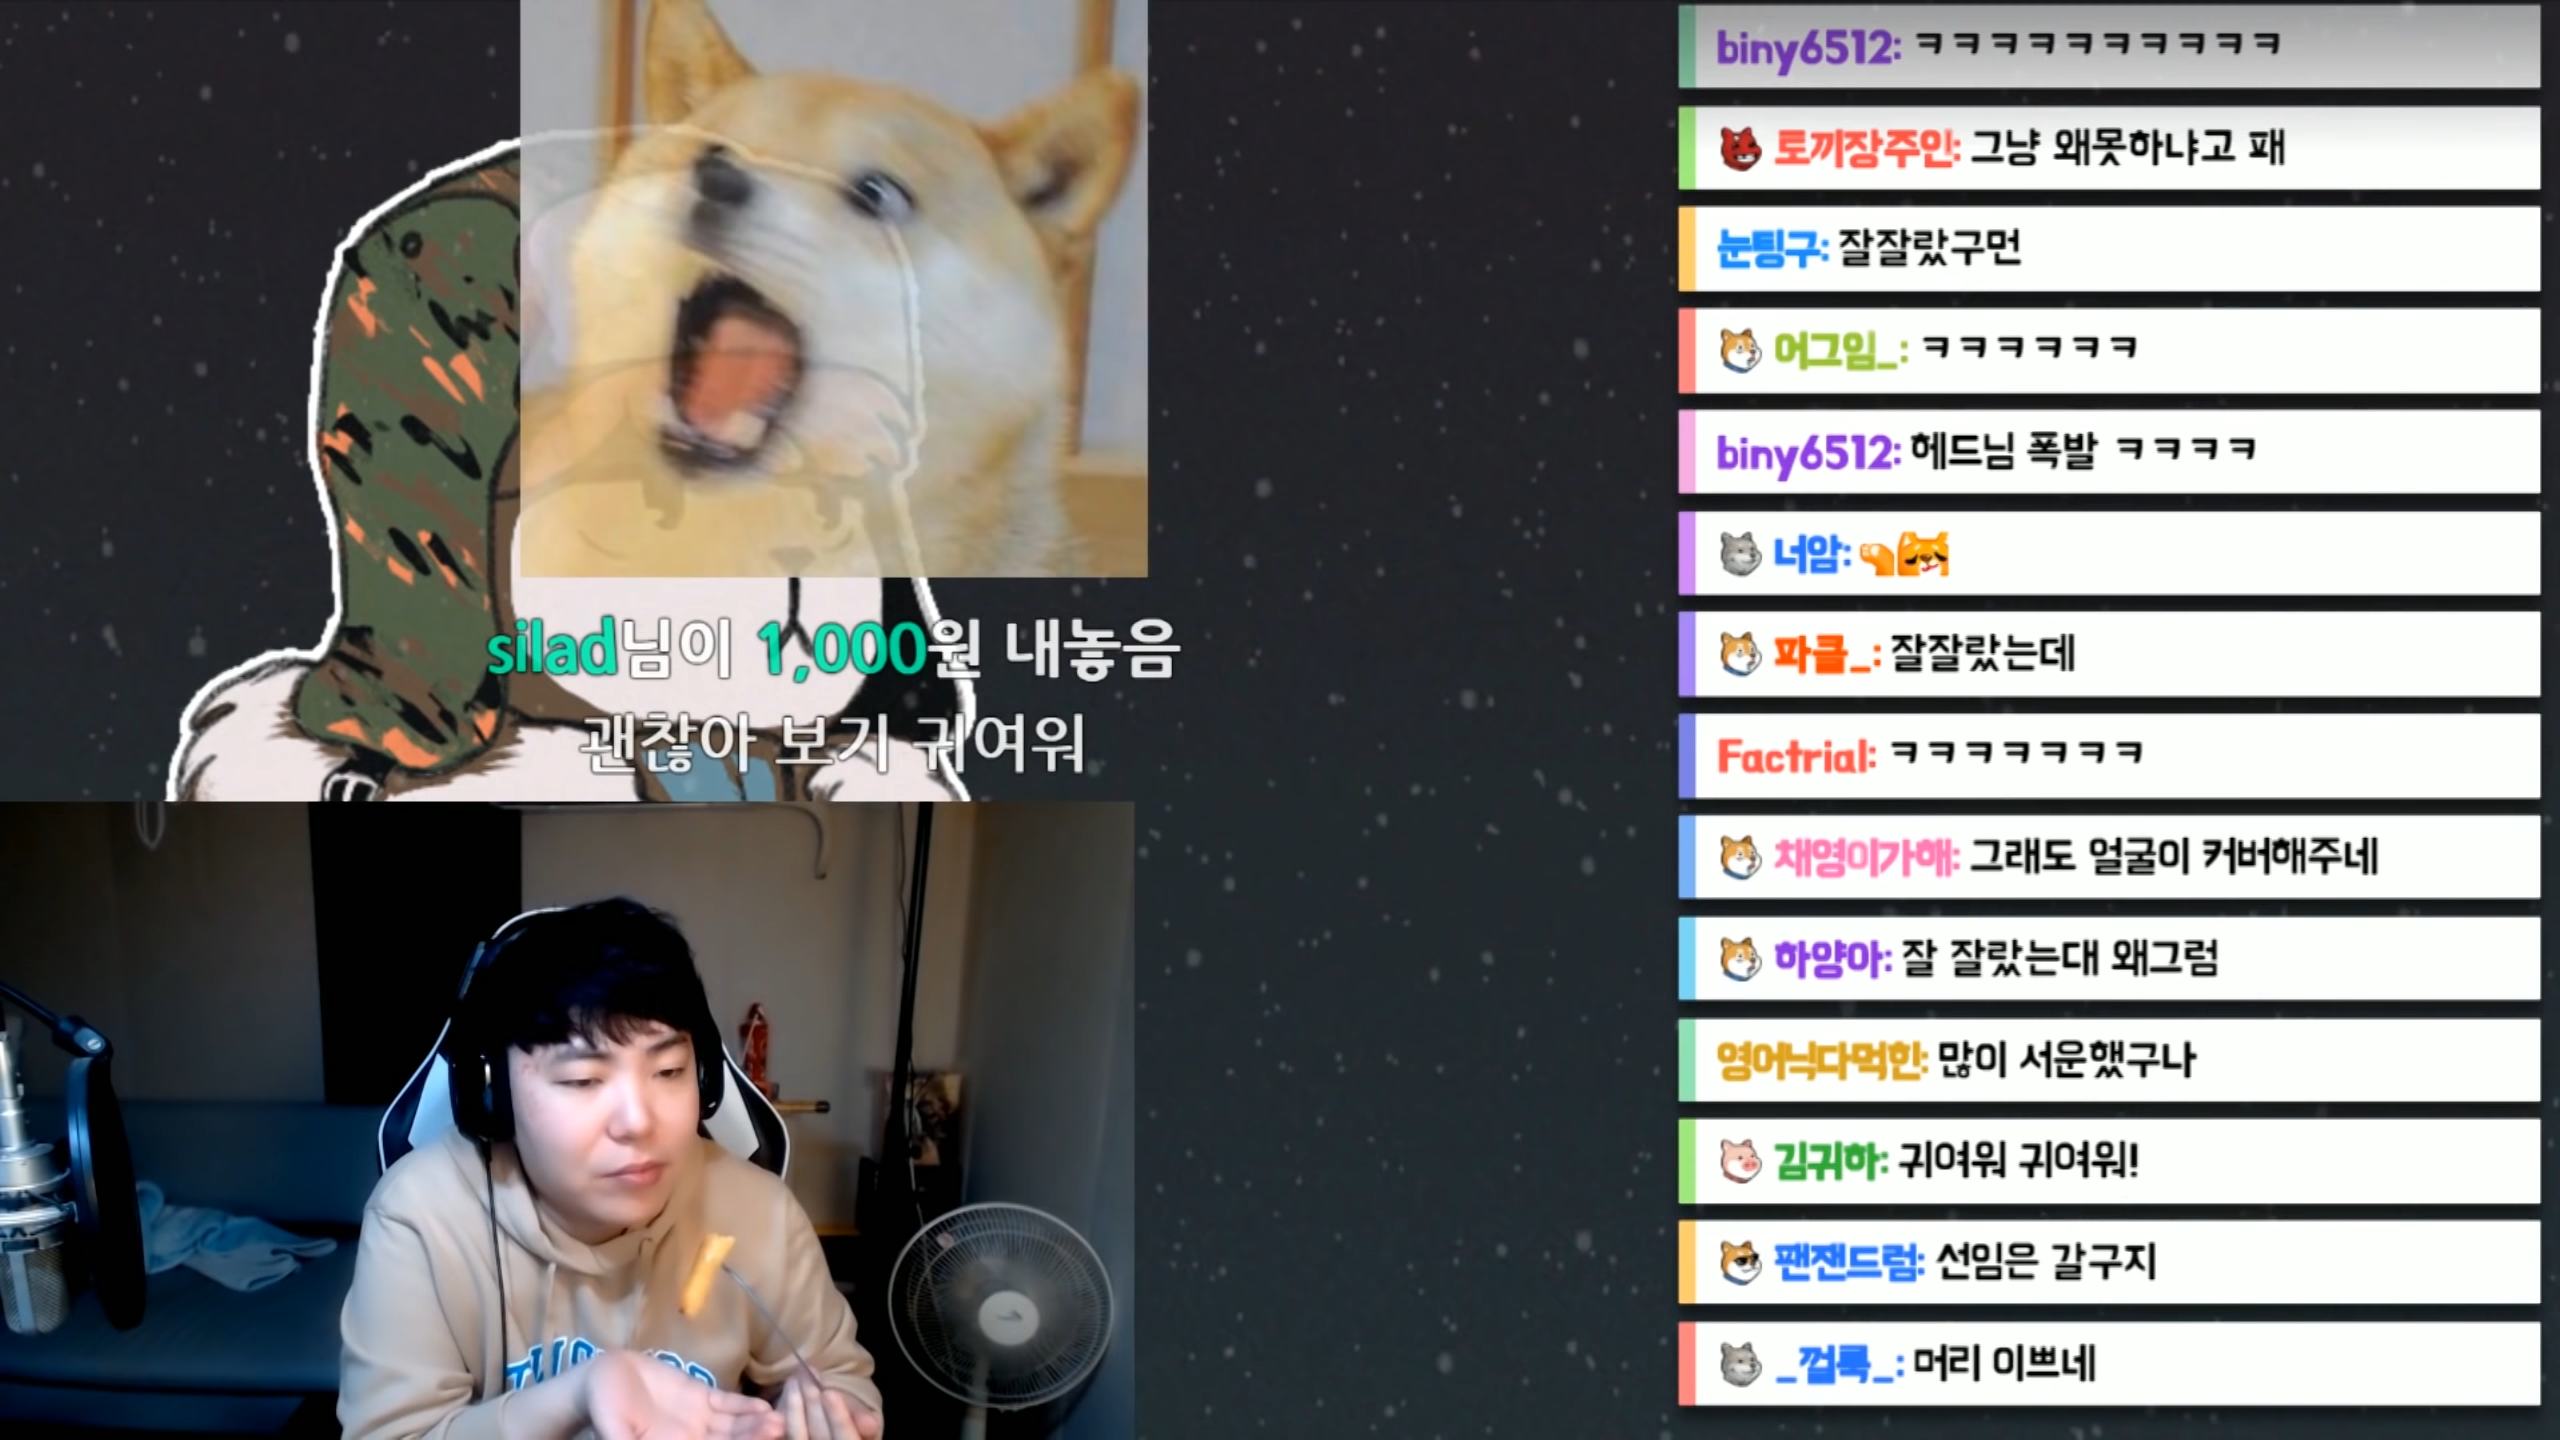 silad님이 1,000원 내놓음
괜찮아 보기 귀여워
biny6512: ㅋㅋㅋㅋㅋㅋㅋㅋㅋㅋ
토끼장주인: 그냥 왜못하냐고 패
눈팅구: 잘잘랐구먼
어그임_: ㅋㅋㅋㅋㅋㅋ
biny6512: 헤드님 폭발 ㅋㅋㅋㅋ
너암:
파클_: 잘잘랐는데
Factrial: ㅋㅋㅋㅋㅋㅋㅋ
채영이가해: 그래도 얼굴이 커버해주네
하양아: 잘 잘랐는대 왜그럼
영어닉다먹힌: 많이 서운했구나
김귀하: 귀여워 귀여워!
팬잰드럼: 선임은 갈구지
_컬룩_: 머리 이쁘네